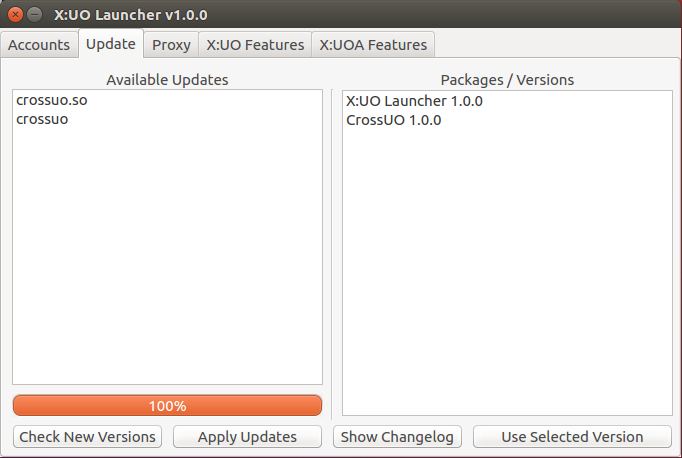 X:UO Launcher v1.0.0
Accounts
Update
Proxy
X:UO Features
X:UOA Features
Available Updates
crossuo.so
crossuo
100%
Check New Versions
Apply Updates
Packages / Versions
X:UO Launcher 1.0.0
CrossUO 1.0.0
Show Changelog
Use Selected Version